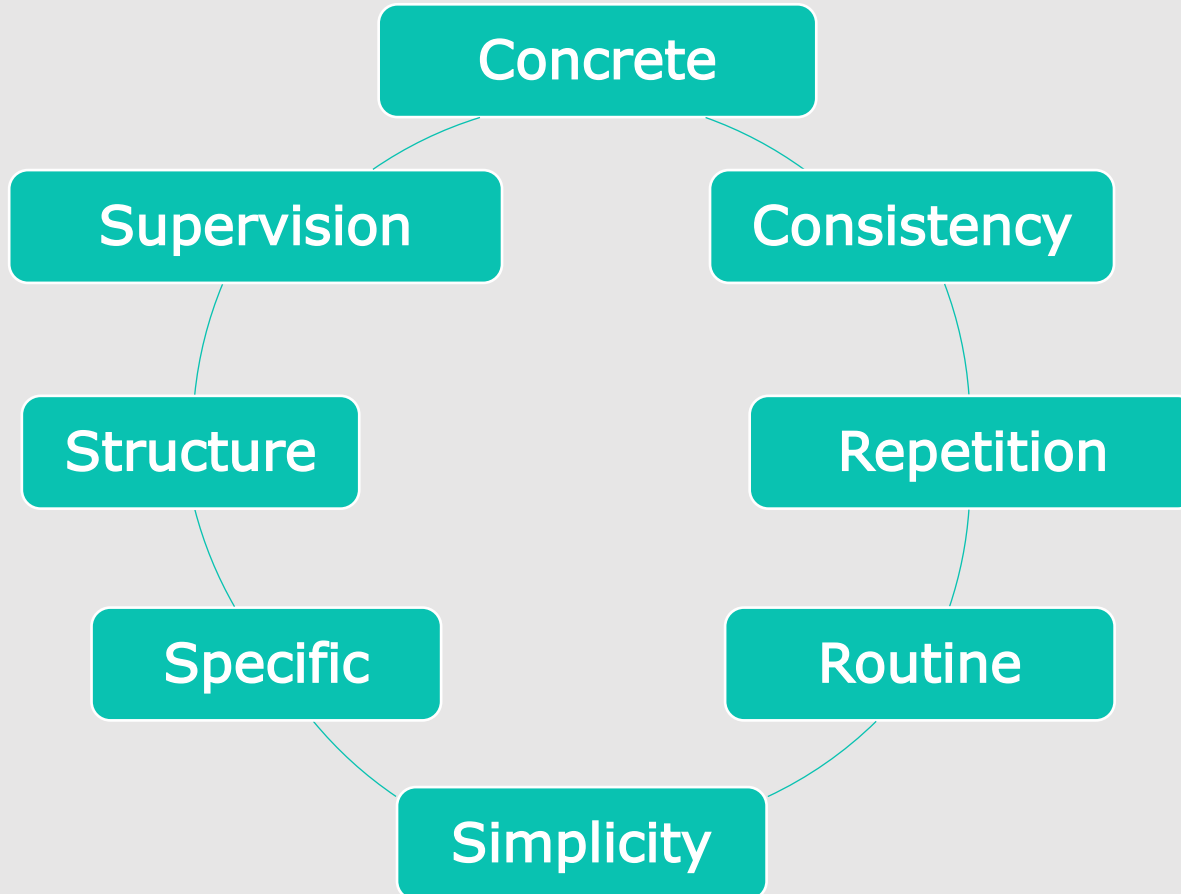 Concrete
Consistency
Repetition
Routine
Simplicity
Specific
Structure
Supervision